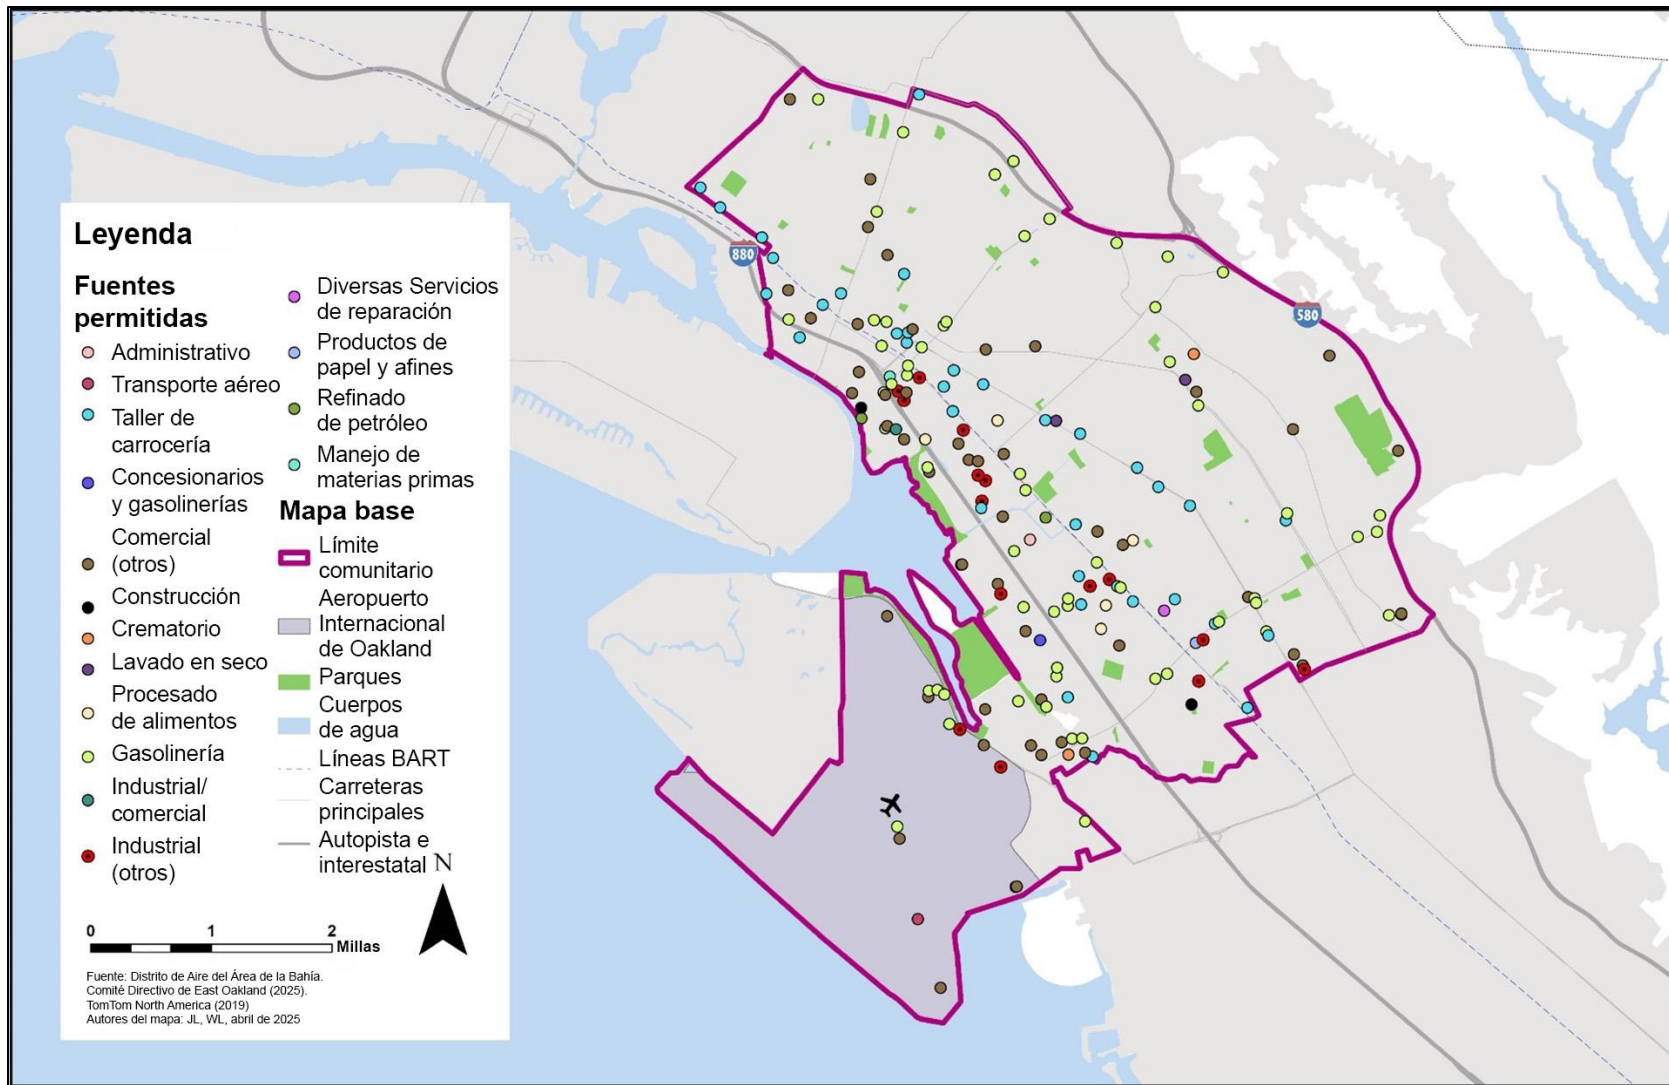 Leyenda
Fuentes
permitidas
Administrativo
Transporte aéreo
Taller de
carrocería
Concesionarios
y gasolinerías
Comercial
(otros)
Construcción
Crematorio
Lavado en seco
Procesado
de alimentos
Gasolinería
Industrial/
comercial
Industrial
(otros)
Diversas Servicios
de reparación
Productos de
papel y afines
Refinado
de petróleo
Manejo de
materias primas
Mapa base
Límite
comunitario
Aeropuerto
Internacional
de Oakland
Parques
Cuerpos
de agua
Líneas BART
Carreteras
principales
Autopista e
interestatal
N
0 1 2
Millas
Fuente: Distrito de Aire del Área de la Bahía.
Comité Directivo de East Oakland (2025).
TomTom North America (2019)
Autores del mapa: JL, WL, abril de 2025
880
580